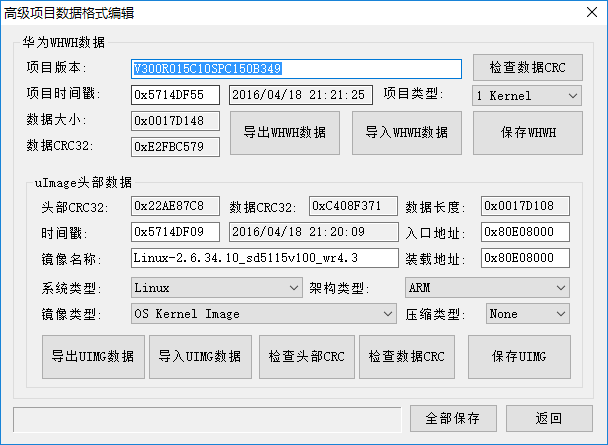 高级项目数据格式编辑
华为WHWH数据
项目版本: V300R015C10SPC150B349 检查数据CRC
项目时间戳: 0x5714DF55 2016/04/18 21:21:25 项目类型: 1 Kernel
数据大小: 0x0017D148 导出WHWH数据 导入WHWH数据 保存WHWH
数据CRC32: 0xE2FBC579
uImage头部数据
头部CRC32: 0x22AE87C8 数据CRC32: 0xC408F371 数据长度: 0x0017D108
时间戳: 0x5714DF09 2016/04/18 21:20:09 入口地址: 0x80E08000
镜像名称: Linux-2.6.34.10_sd5115v100_wr4.3 装载地址: 0x80E08000
系统类型: Linux 架构类型: ARM
镜像类型: OS Kernel Image 压缩类型: None
导出UIMG数据 导入UIMG数据 检查头部CRC 检查数据CRC 保存UIMG
全部保存 返回